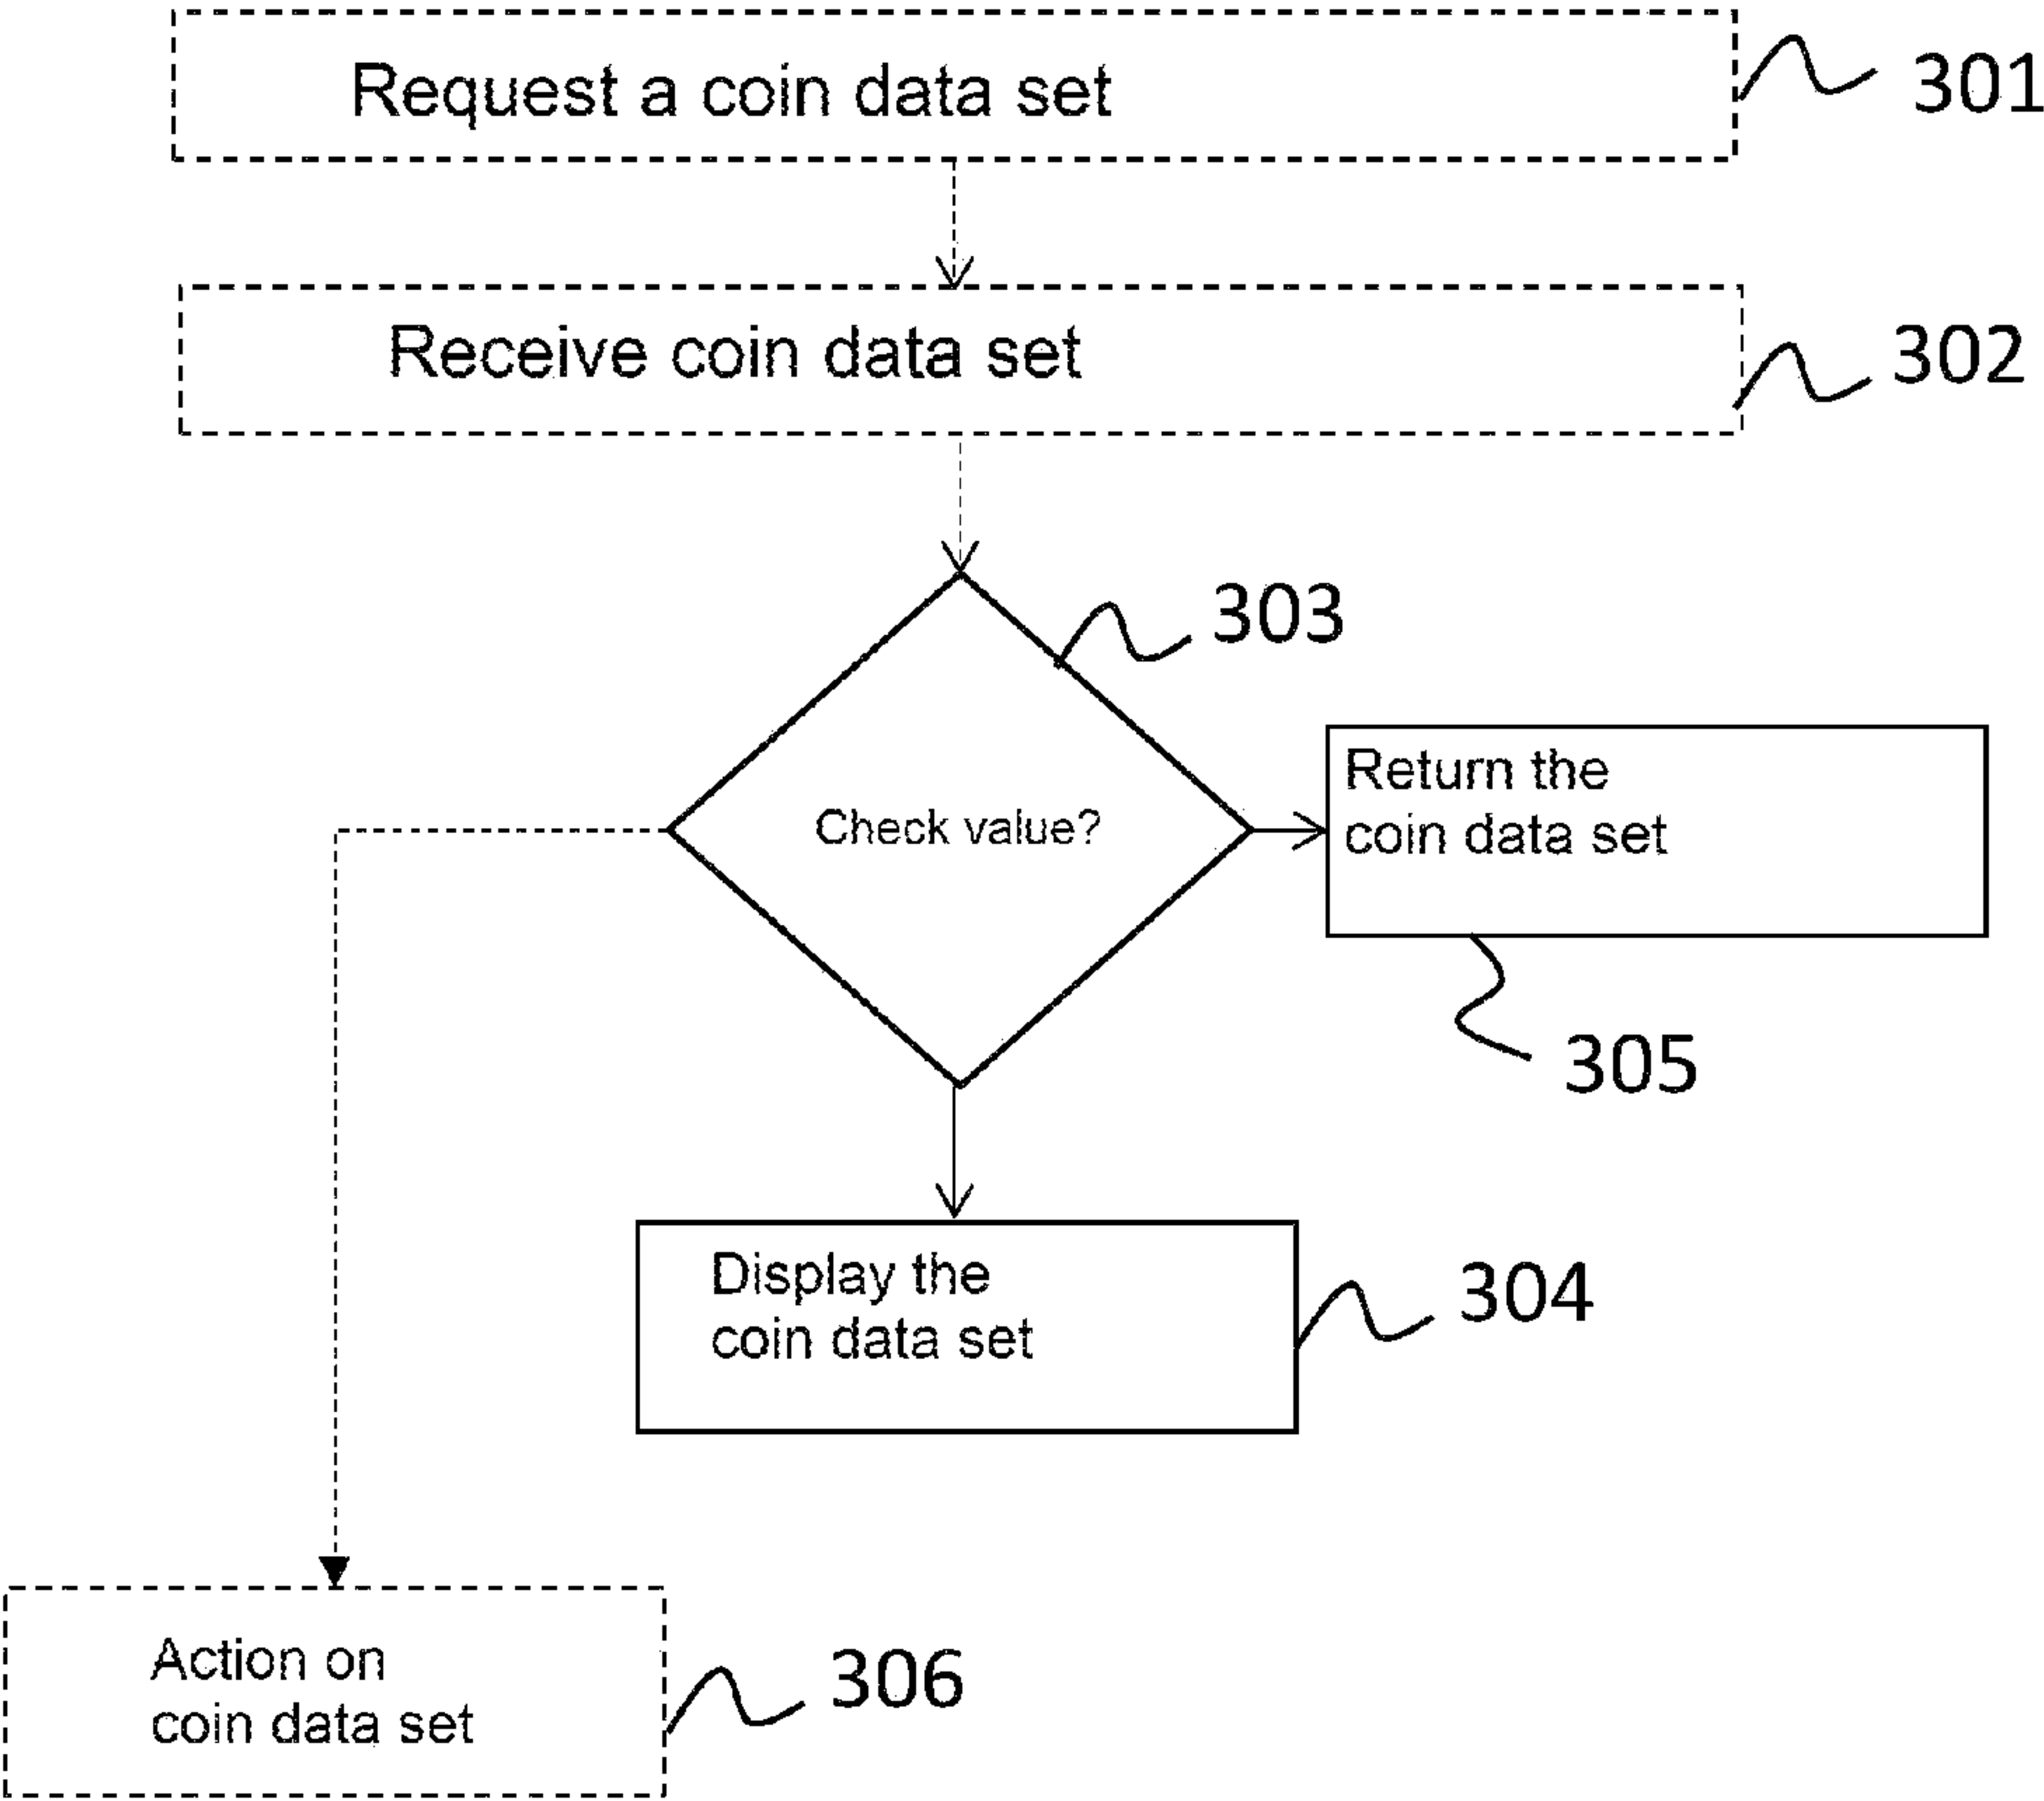 Request a coin data set
301
Receive coin data set
302
303
Check value?
Return the
coin data set
305
Display the
coin data set
304
Action on
coin data set
306